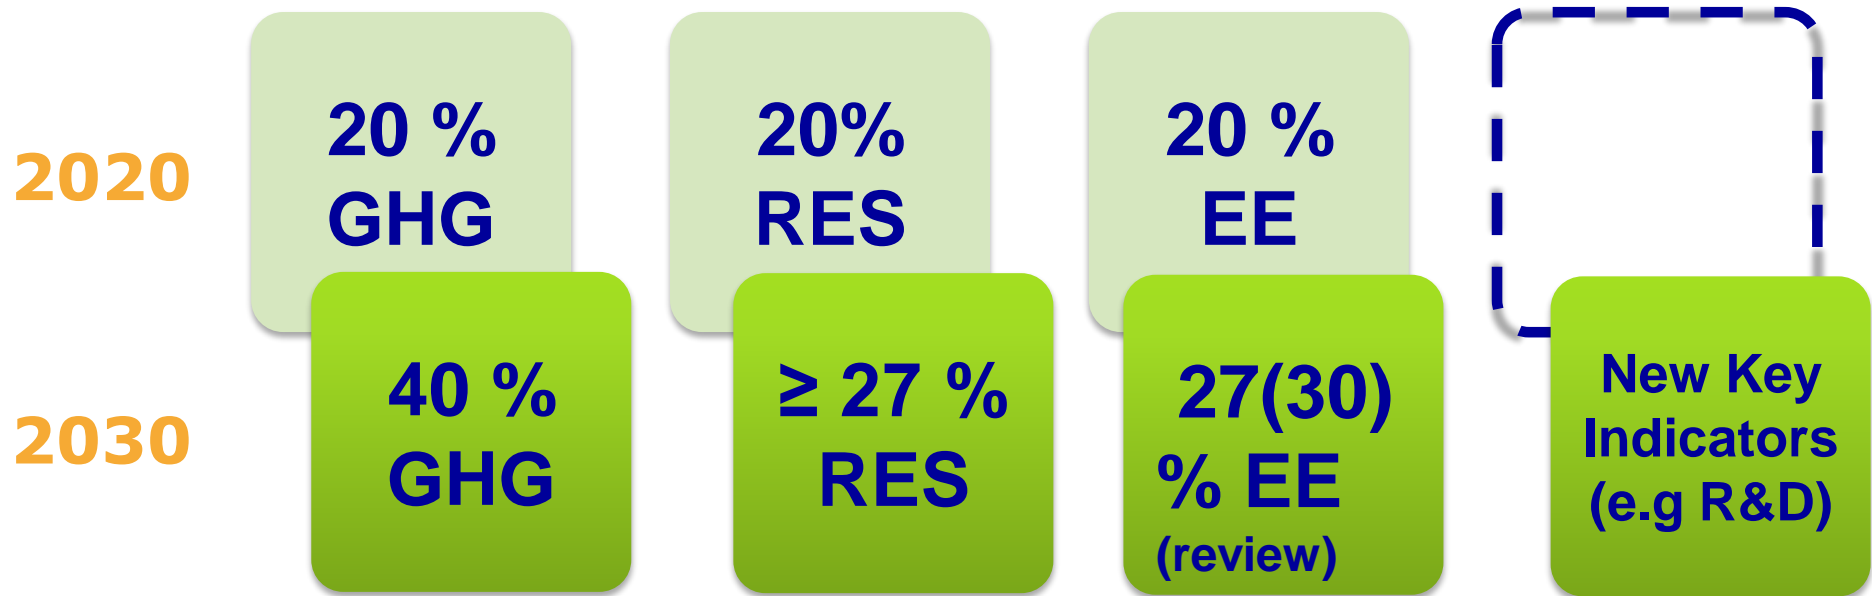 2020
20 %
GHG
20%
RES
20 %
EE
2030
40 %
GHG
≥ 27 %
RES
27(30)
% EE
(review)
New Key
Indicators
(e.g R&D)